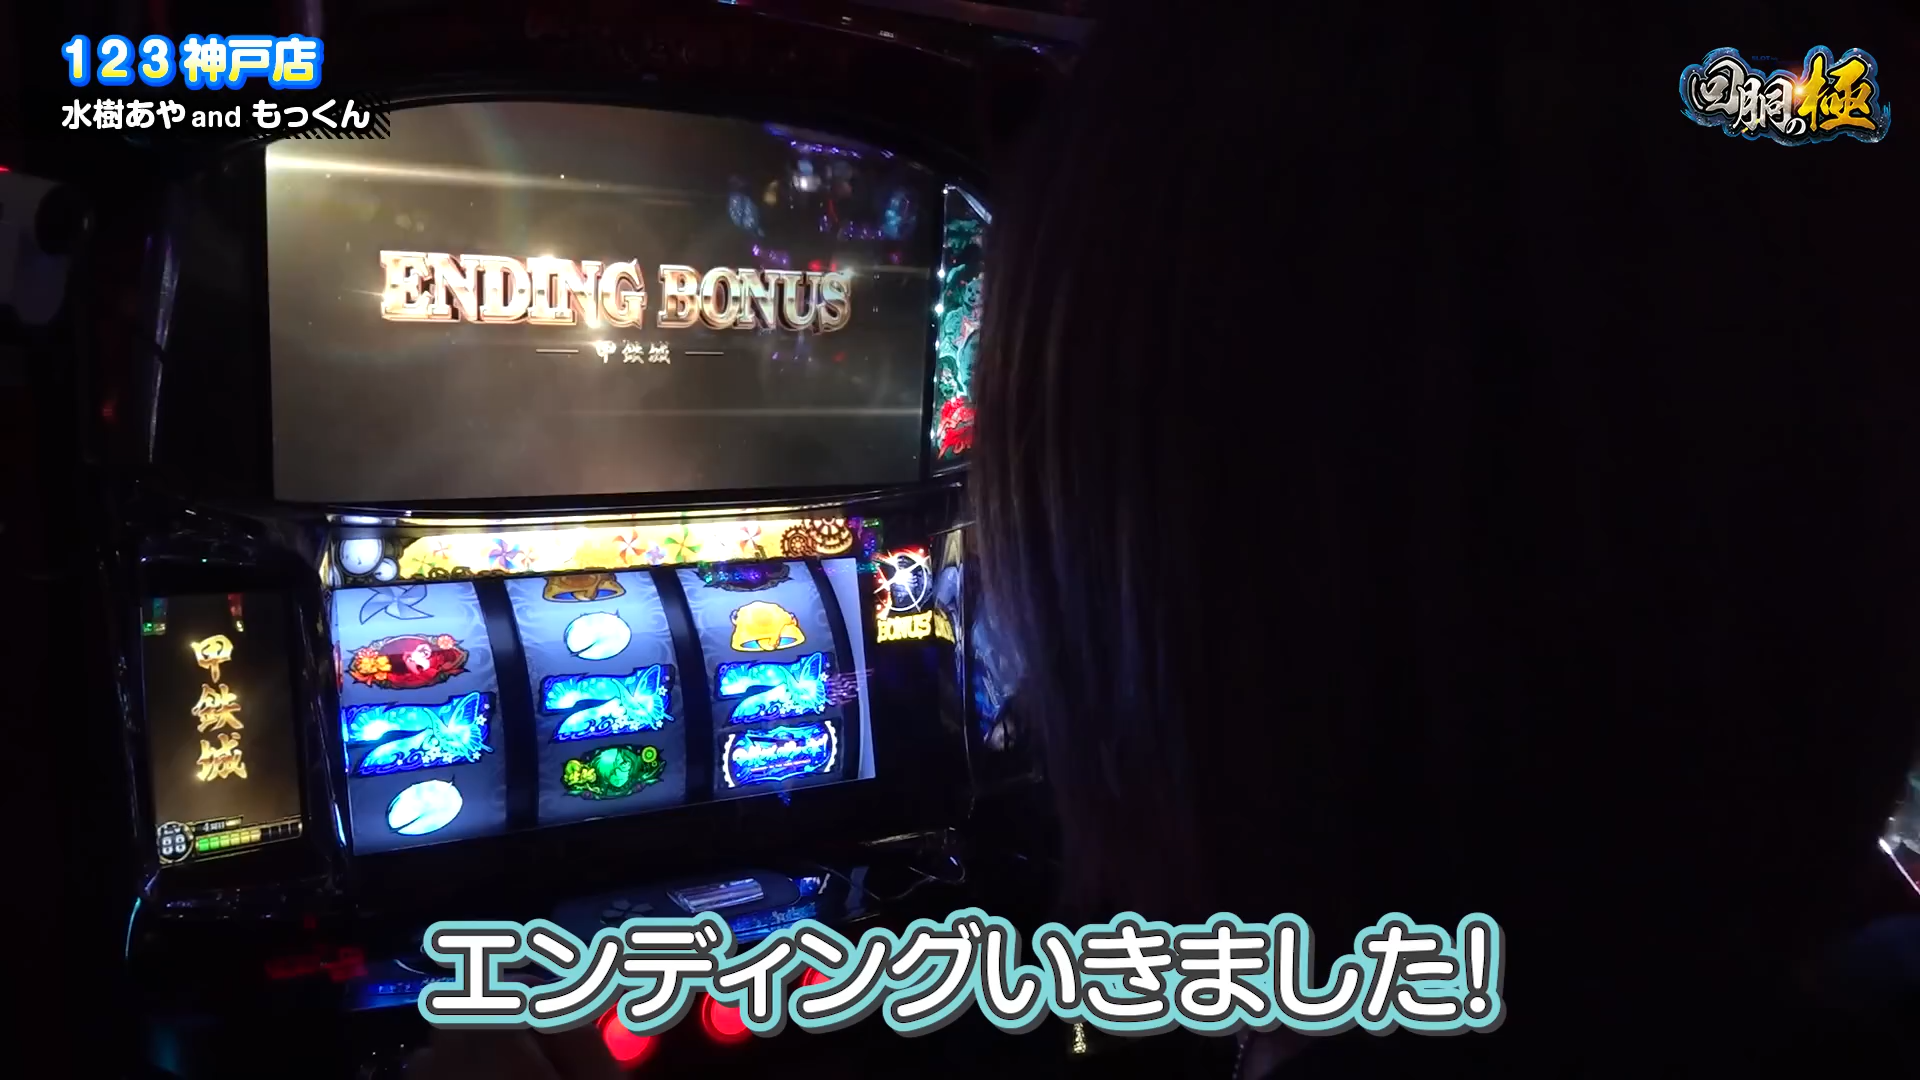 123神戸店
水樹あや and もっくん
回胴の極
ENDING BONUS
甲鉄城
BONUS
甲鉄城
エンディングいきました!